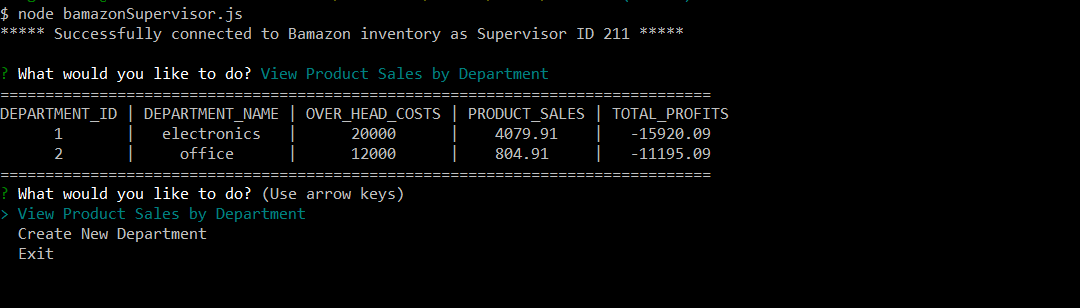 $ node bamazonSupervisor.js
***** Successfully connected to Bamazon inventory as Supervisor ID 211 *****
? What would you like to do? View Product Sales by Department
===============================================================================
DEPARTMENT_ID | DEPARTMENT_NAME | OVER_HEAD_COSTS | PRODUCT_SALES | TOTAL_PROFITS
1 | electronics | 20000 | 4079.91 | -15920.09
2 | office | 12000 | 804.91 | -11195.09
===============================================================================
? What would you like to do? (Use arrow keys)
> View Product Sales by Department
Create New Department
Exit